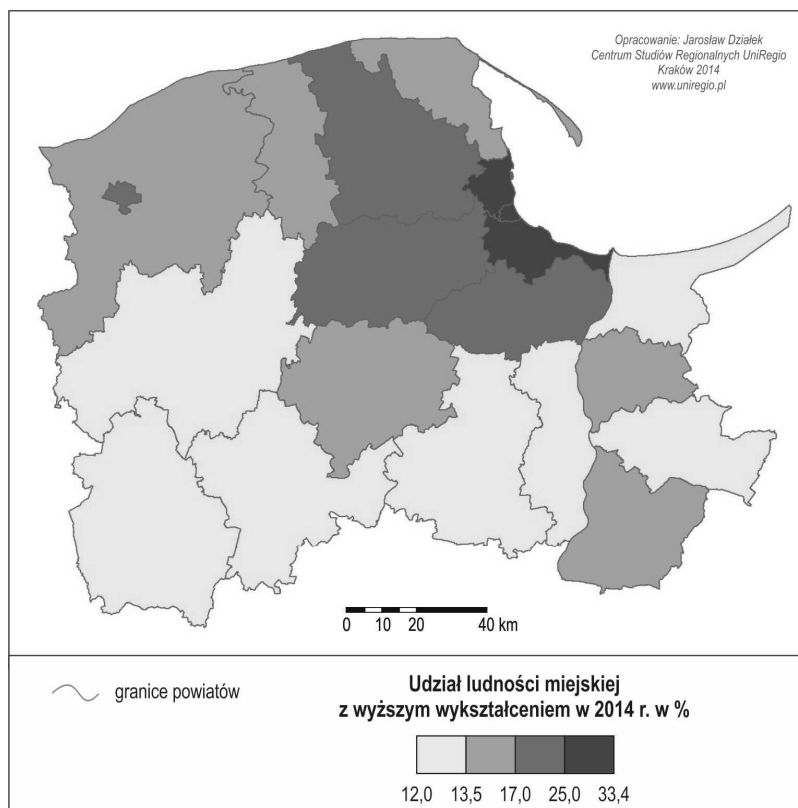 Opracowanie: Jarosław Działek
Centrum Studiów Regionalnych UniRegio
Kraków 2014
www.uniregio.pl
0 10 20 40 km
granice powiatów
Udział ludności miejskiej
z wyższym wykształceniem w 2014 r. w %
12,0 13,5 17,0 25,0 33,4